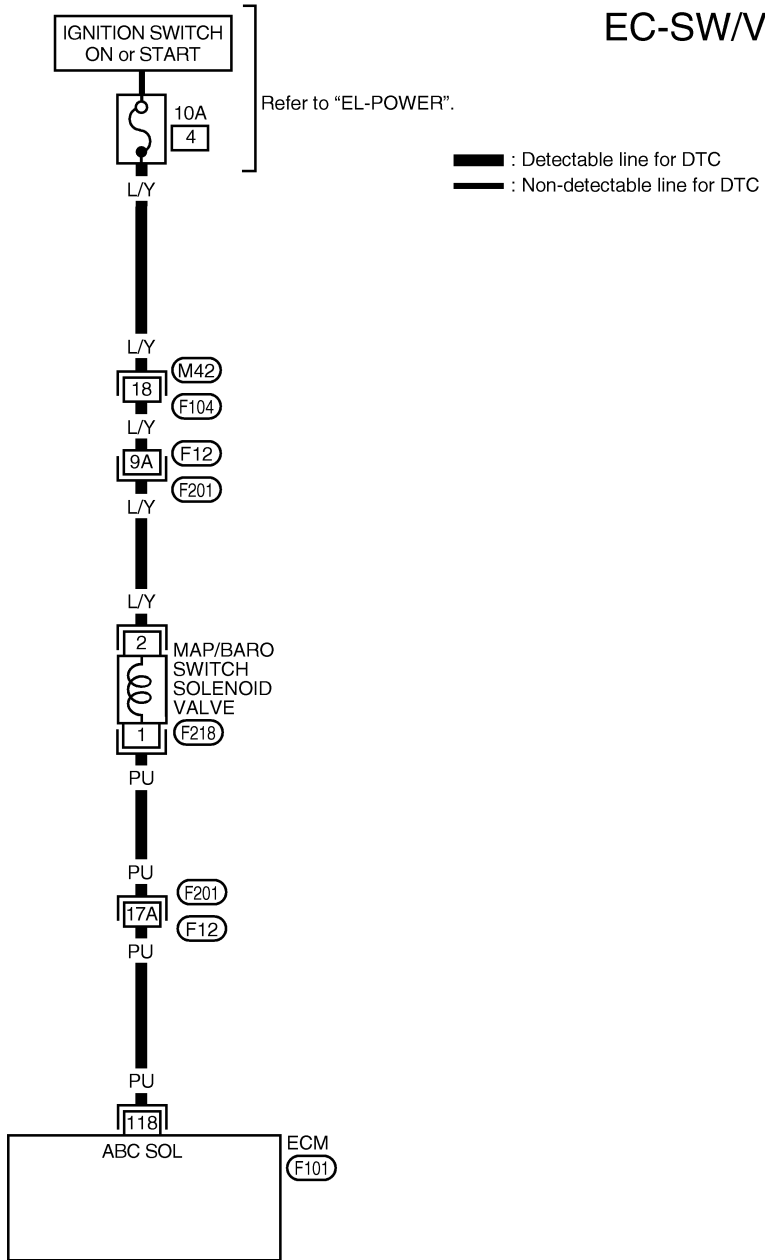 EC-SW/V
IGNITION SWITCH
ON or START
10A
4
Refer to “EL-POWER”.
: Detectable line for DTC
: Non-detectable line for DTC
L/Y
L/Y
18
M42
F104
L/Y
9A
F12
F201
L/Y
L/Y
2
MAP/BARO
SWITCH
SOLENOID
VALVE
1
F218
PU
PU
F201
17A
F12
PU
PU
118
ABC SOL
ECM
F101